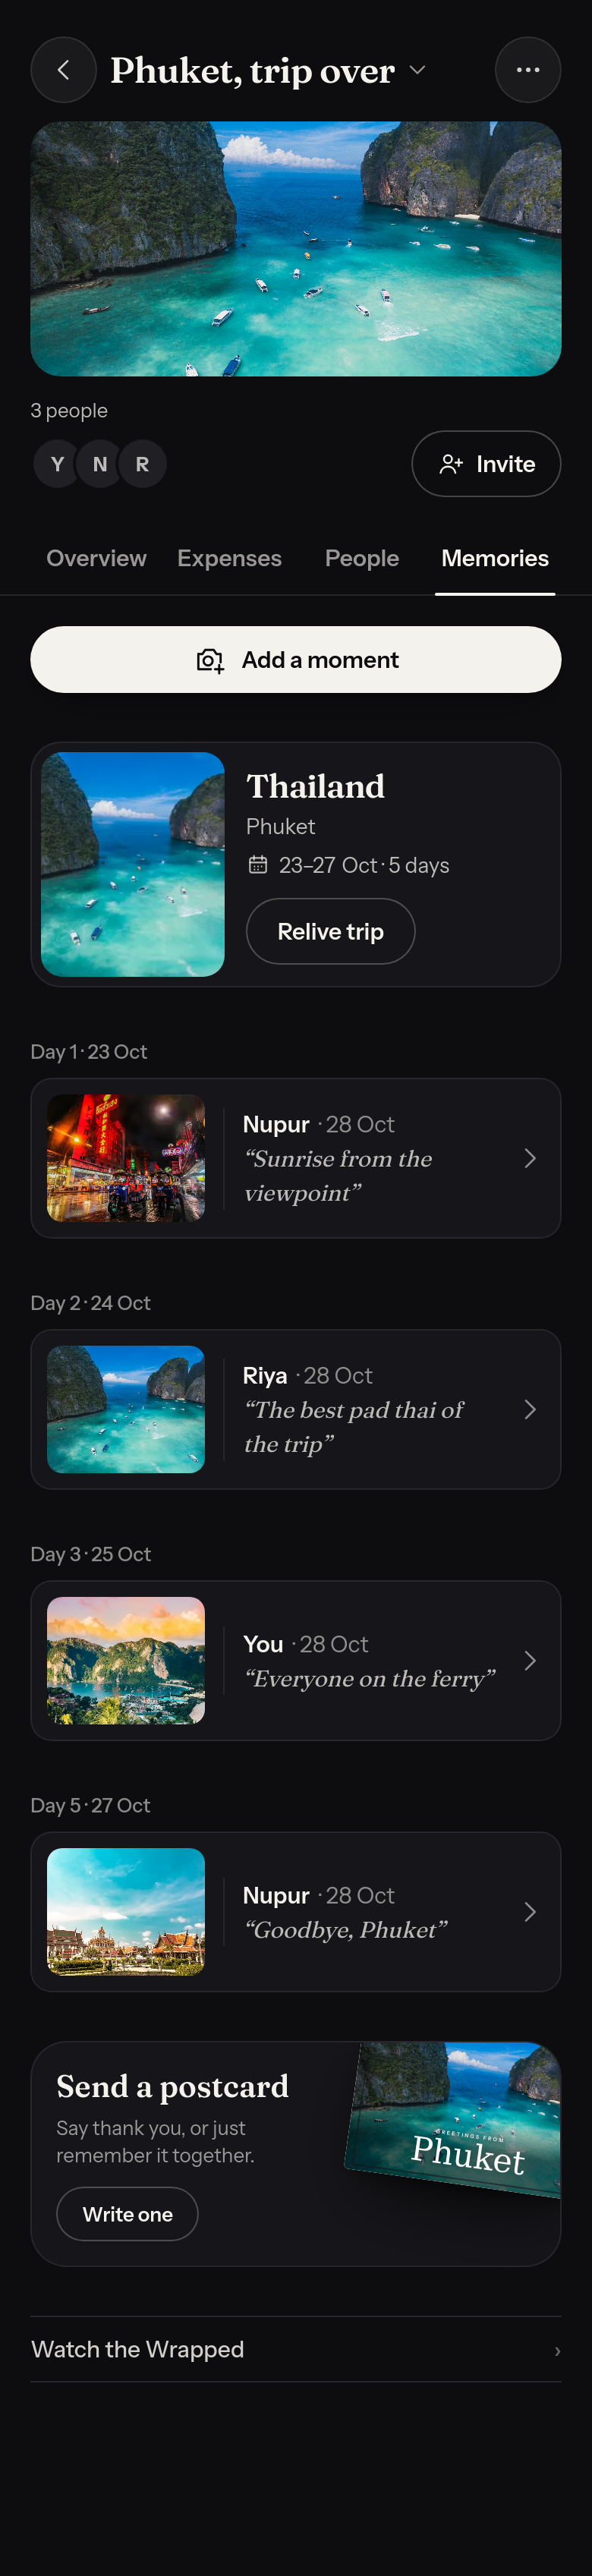 Phuket, trip over
3 people
Y N R
Invite
Overview Expenses People Memories
Add a moment
Thailand
Phuket
23–27 Oct · 5 days
Relive trip
Day 1 · 23 Oct
Nupur · 28 Oct
“Sunrise from the
viewpoint”
Day 2 · 24 Oct
Riya · 28 Oct
“The best pad thai of
the trip”
Day 3 · 25 Oct
You · 28 Oct
“Everyone on the ferry”
Day 5 · 27 Oct
Nupur · 28 Oct
“Goodbye, Phuket”
Send a postcard
Say thank you, or just
remember it together.
Write one
GREETINGS FROM
Phuket
Watch the Wrapped